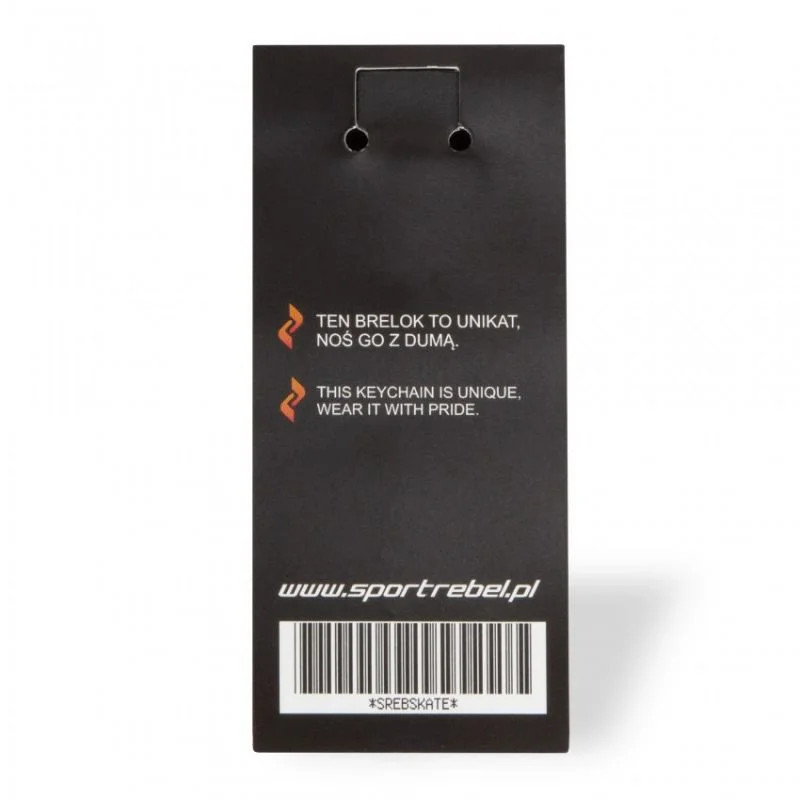 TEN BRELOK TO UNIKAT,
NOŚ GO Z DUMĄ.
THIS KEYCHAIN IS UNIQUE,
WEAR IT WITH PRIDE.
www.sportrebel.pl
*SREBSKATE*